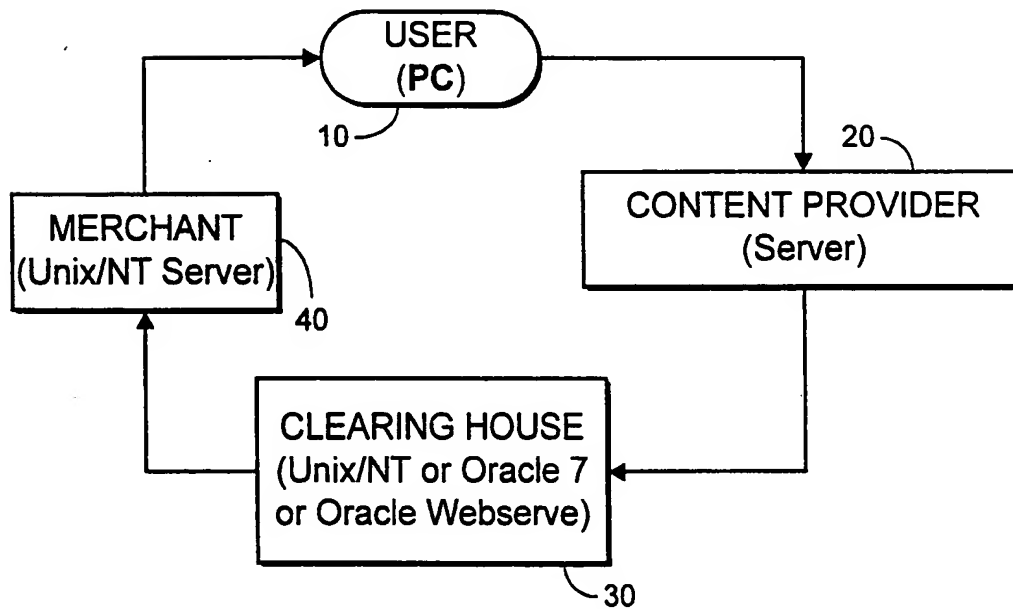 USER
(PC)
10
20
CONTENT PROVIDER
(Server)
MERCHANT
(Unix/NT Server)
40
CLEARING HOUSE
(Unix/NT or Oracle 7
or Oracle Webserve)
30